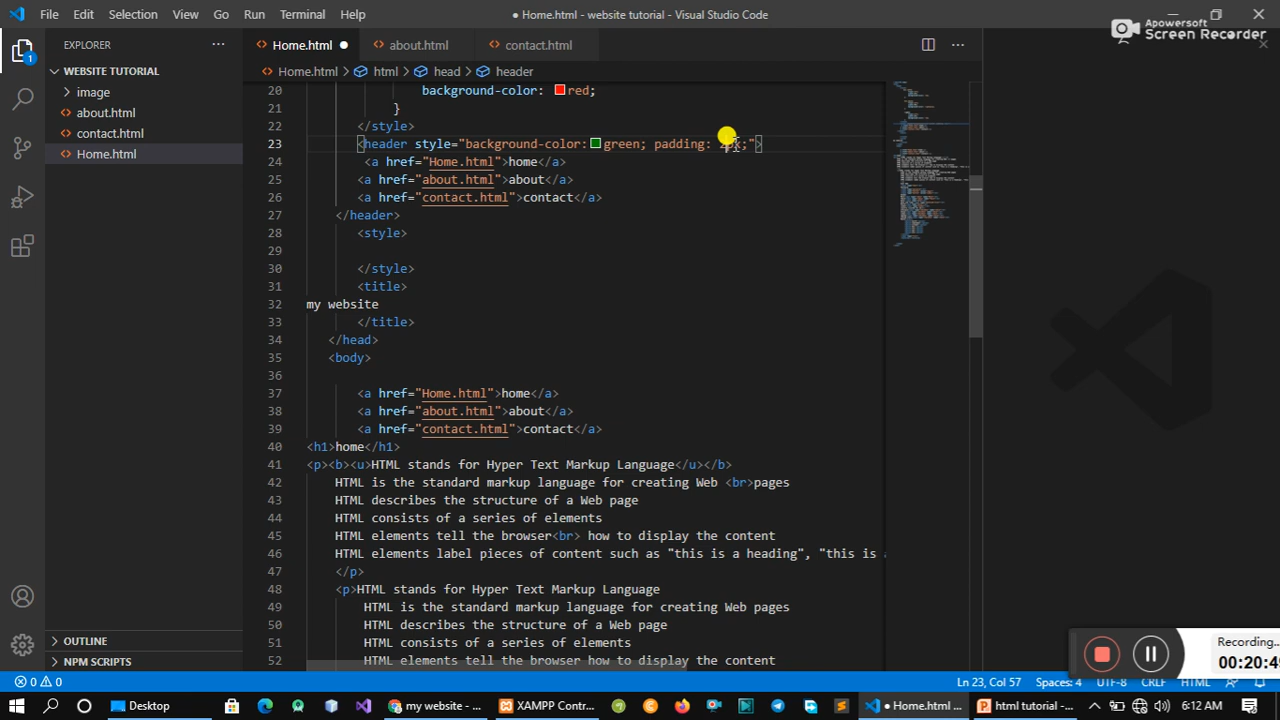 File Edit Selection View Go Run Terminal Help
● Home.html - website tutorial - Visual Studio Code
Apowersoft
Screen Recorder
EXPLORER
Home.html about.html contact.html
1
WEBSITE TUTORIAL
image
about.html
contact.html
Home.html
Home.html > html > head > header
20 background-color: red;
21 }
22 </style>
23 <header style="background-color: green; padding:
24 <a href="Home.html">home</a>
25 <a href="about.html">about</a>
26 <a href="contact.html">contact</a>
27 </header>
28 <style>
29
30 </style>
31 <title>
32 my website
33 </title>
34 </head>
35 <body>
36
37 <a href="Home.html">home</a>
38 <a href="about.html">about</a>
39 <a href="contact.html">contact</a>
40 <h1>home</h1>
41 <p><b><u>HTML stands for Hyper Text Markup Language</u></b>
42 HTML is the standard markup language for creating Web <br>pages
43 HTML describes the structure of a Web page
44 HTML consists of a series of elements
45 HTML elements tell the browser<br> how to display the content
46 HTML elements label pieces of content such as "this is a heading", "this is
47 </p>
48 <p>HTML stands for Hyper Text Markup Language
49 HTML is the standard markup language for creating Web pages
50 HTML describes the structure of a Web page
51 HTML consists of a series of elements
52 HTML elements tell the browser how to display the content
OUTLINE
NPM SCRIPTS
Recording...
00:20:4
0 0
Ln 23, Col 57 Spaces: 4 UTF-8 CRLF HTML
Desktop
my website - ...
XAMPP Contr...
● Home.html ...
html tutorial - ...
6:12 AM